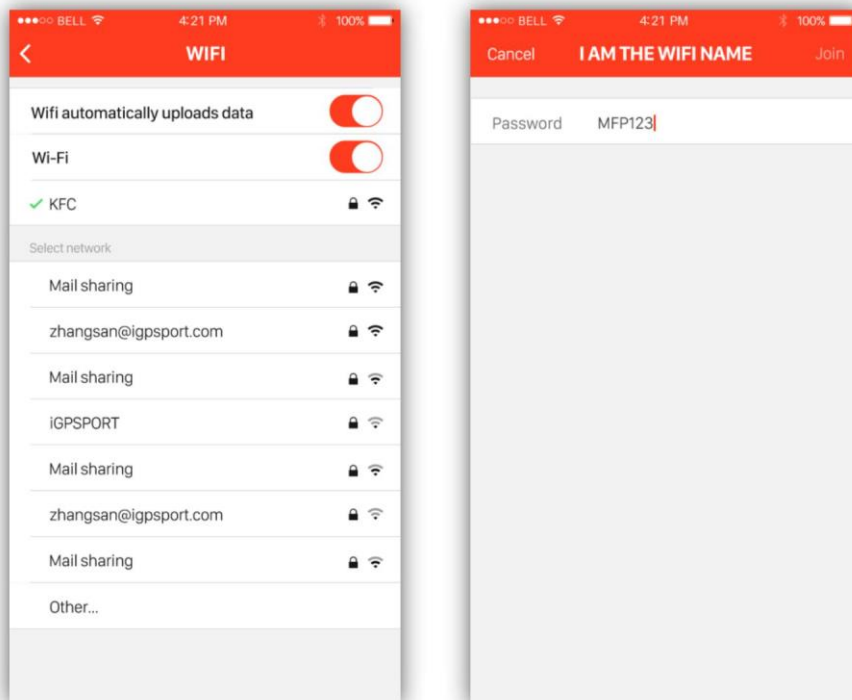 BELL 4:21 PM 100%
WIFI
Wifi automatically uploads data
Wi-Fi
KFC
Select network
Mail sharing
zhangsan@igpsport.com
Mail sharing
iGPSPORT
Mail sharing
zhangsan@igpsport.com
Mail sharing
Other...
BELL 4:21 PM 100%
Cancel I AM THE WIFI NAME Join
Password MFP123